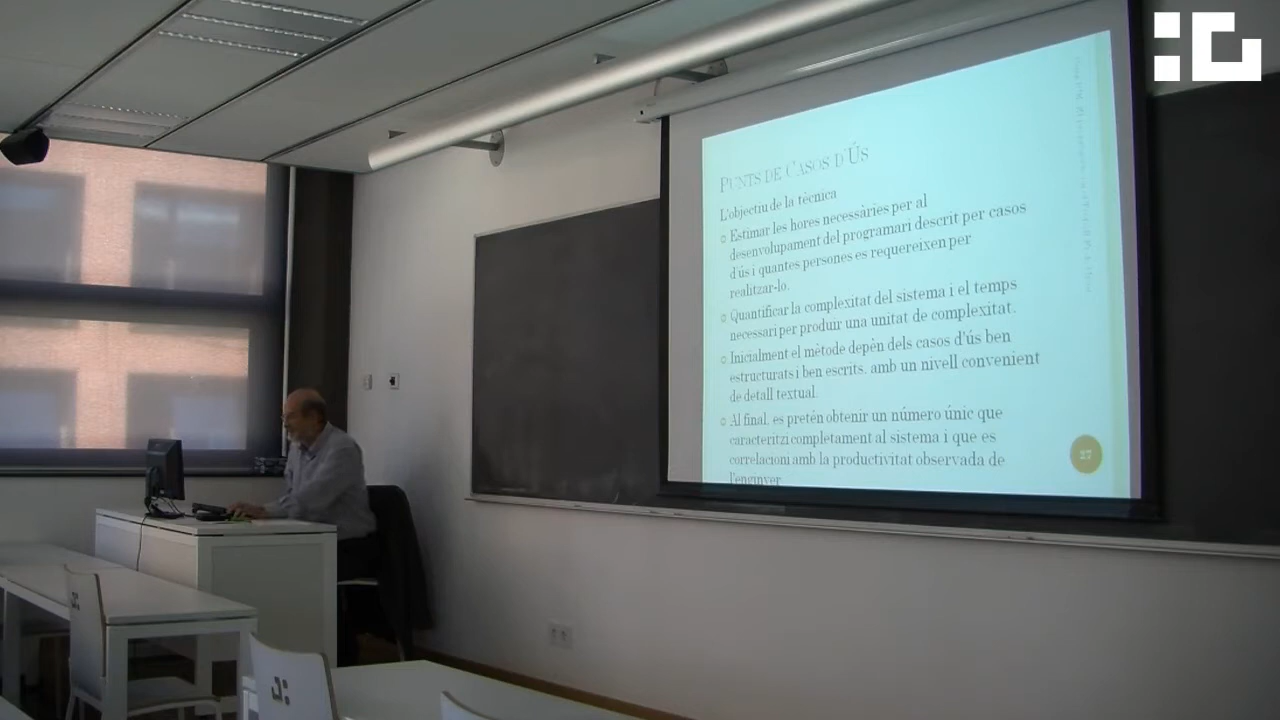 PUNTS DE CASOS D'ÚS
L'objectiu de la tècnica
Estimar les hores necessàries per al
desenvolupament del programari descrit per casos
d'ús i quantes persones es requereixen per
realitzar-lo.
Quantificar la complexitat del sistema i el temps
necessari per produir una unitat de complexitat.
Inicialment el mètode depèn dels casos d'ús ben
estructurats i ben escrits, amb un nivell convenient
de detall textual.
Al final, es pretén obtenir un número únic que
caracteritzi completament al sistema i que es
correlacioni amb la productivitat observada de
l'enginyer
27